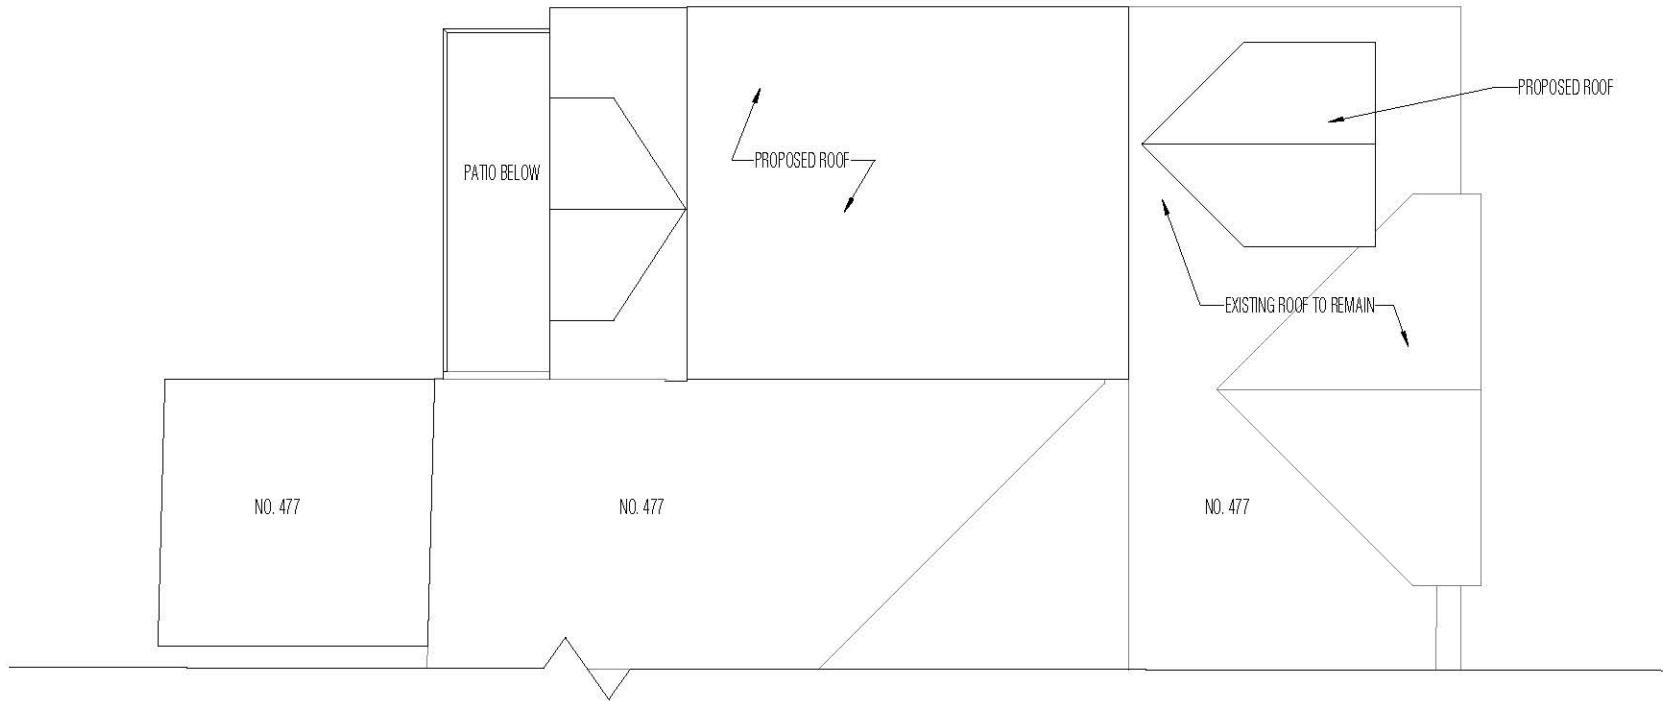 PROPOSED ROOF
PROPOSED ROOF
PATIO BELOW
EXISTING ROOF TO REMAIN
NO. 477
NO. 477
NO. 477